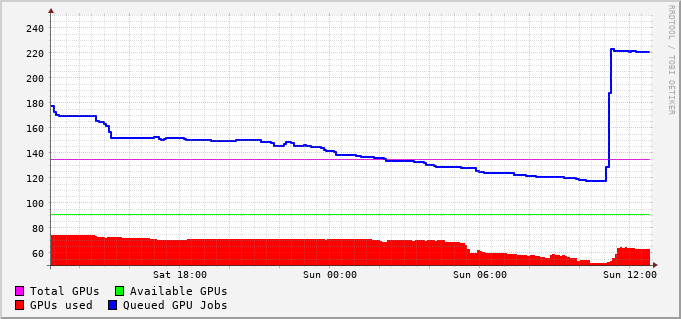 RRDTOOL / TOBI OETIKER
240
220
200
180
160
140
120
100
80
60
Sat 18:00 Sun 00:00 Sun 06:00 Sun 12:00
Total GPUs Available GPUs
GPUs used Queued GPU Jobs